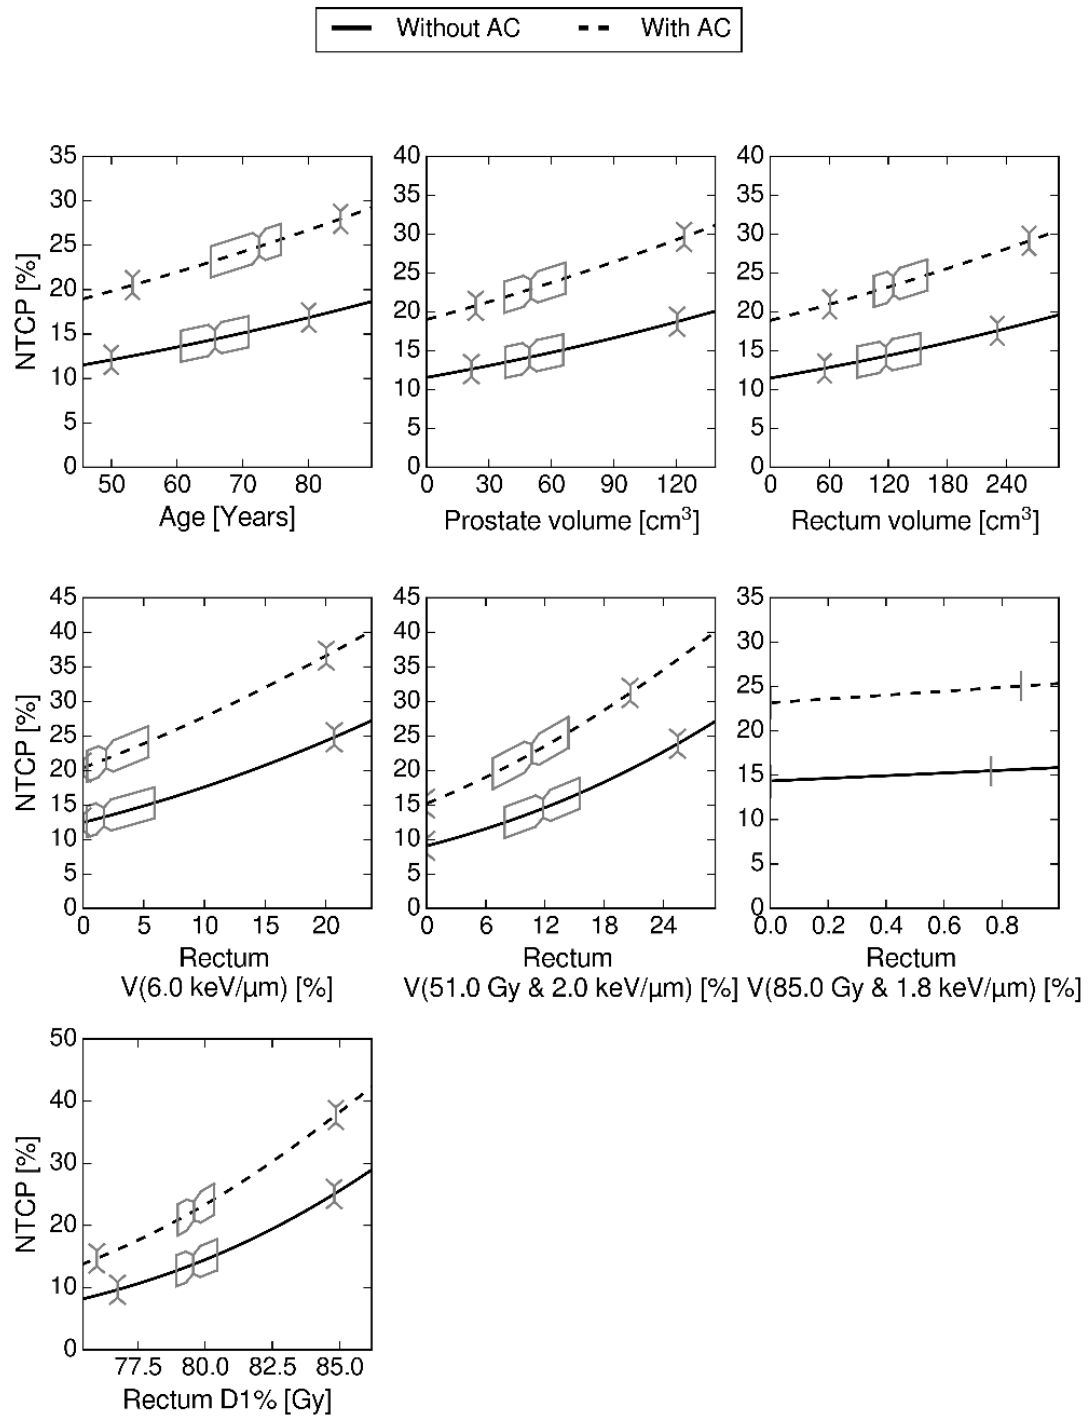 Without AC With AC
35
30
25
20
15
10
5
0
NTCP [%]
50 60 70 80
Age [Years]
40
35
30
25
20
15
10
5
0
0 30 60 90 120
Prostate volume [cm³]
40
35
30
25
20
15
10
5
0
0 60 120 180 240
Rectum volume [cm³]
45
40
35
30
25
20
15
10
5
0
NTCP [%]
0 5 10 15 20
Rectum
V(6.0 keV/μm) [%]
45
40
35
30
25
20
15
10
5
0
0 6 12 18 24
Rectum
V(51.0 Gy & 2.0 keV/μm) [%]
35
30
25
20
15
10
5
0
0.0 0.2 0.4 0.6 0.8
Rectum
V(85.0 Gy & 1.8 keV/μm) [%]
50
40
30
20
10
0
NTCP [%]
77.5 80.0 82.5 85.0
Rectum D1% [Gy]